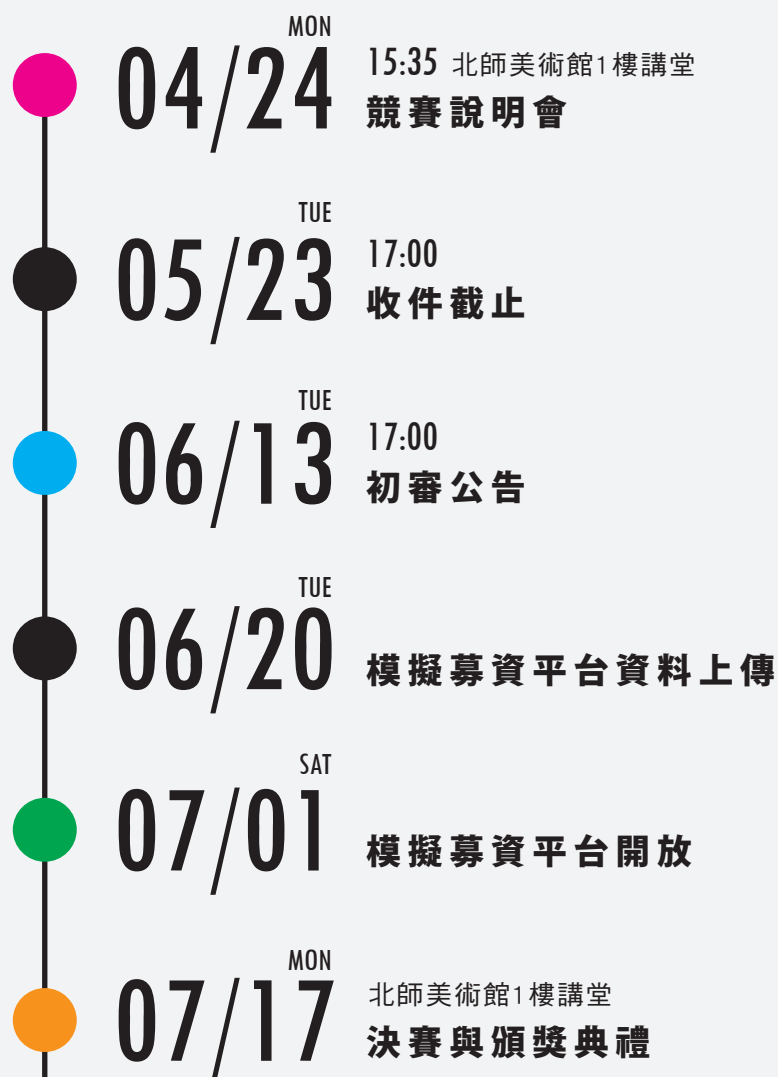 MON
04/24
15:35 北師美術館1樓講堂
競賽說明會
TUE
05/23
17:00
收件截止
TUE
06/13
17:00
初審公告
TUE
06/20
模擬募資平台資料上傳
SAT
07/01
模擬募資平台開放
MON
07/17
北師美術館1樓講堂
決賽與頒獎典禮